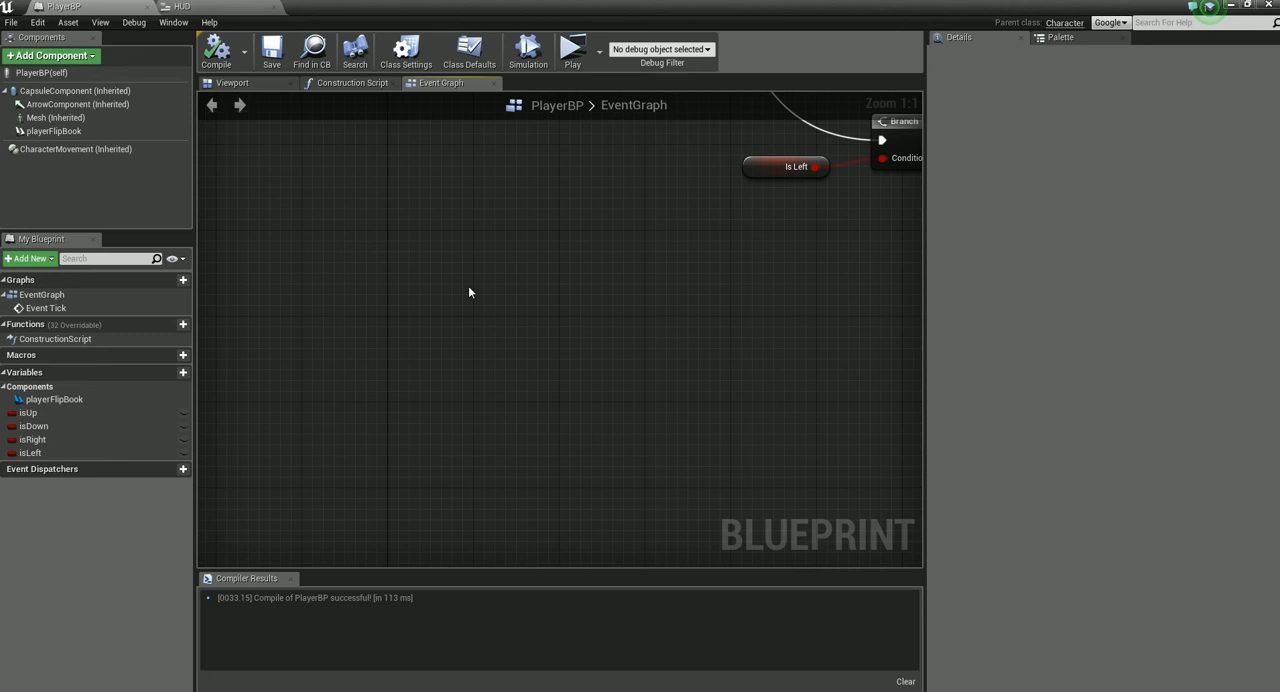 PlayerBP
HUD
File Edit Asset View Debug Window Help
Parent class: Character Google Search For Help
Components
+Add Component
PlayerBP(self)
CapsuleComponent (Inherited)
ArrowComponent (Inherited)
Mesh (Inherited)
playerFlipBook
CharacterMovement (Inherited)
My Blueprint
+Add New
Search
Graphs
EventGraph
Event Tick
Functions (32 Overridable)
ConstructionScript
Macros
Variables
Components
playerFlipBook
isUp
isDown
isRight
isLeft
Event Dispatchers
Compile
Save
Find in CB
Search
Class Settings
Class Defaults
Simulation
Play
No debug object selected
Debug Filter
Viewport
Construction Script
Event Graph
PlayerBP > EventGraph
Zoom 1:1
Branch
Is Left
Conditio
BLUEPRINT
Compiler Results
[0033.15] Compile of PlayerBP successful! [in 113 ms]
Clear
Details
Palette